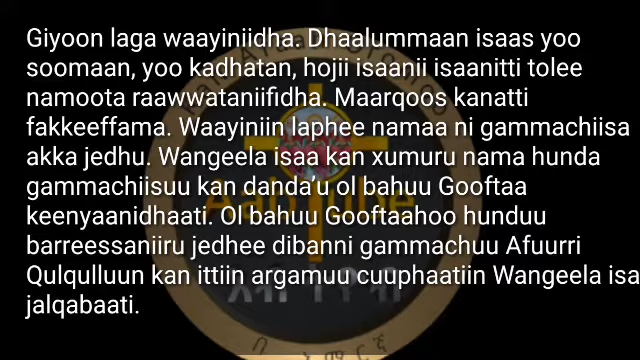 Giyoon laga waayiniidha. Dhaalummaan isaas yoo
soomaan, yoo kadhatan, hojii isaanii isaanitti tolee
namoota raawwataniifidha. Maarqoos kanatti
fakkeeffama. Waayiniin laphee namaa ni gammachiisa
akka jedhu. Wangeela isaa kan xumuru nama hunda
gammachiisuu kan danda’u ol bahuu Gooftaa
keenyaanidhaati. Ol bahuu Gooftaahoo hunduu
barreessaniiru jedhee dibanni gammachuu Afuurri
Qulqulluun kan ittiin argamuu cuuphaatiin Wangeela isa
jalqabaati.